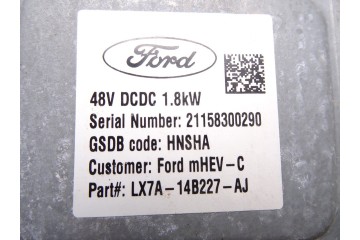 Ford
48V DCDC 1.8kW
Serial Number: 21158300290
GSDB code: HNSHA
Customer: Ford mHEV-C
Part#: LX7A-14B227-AJ